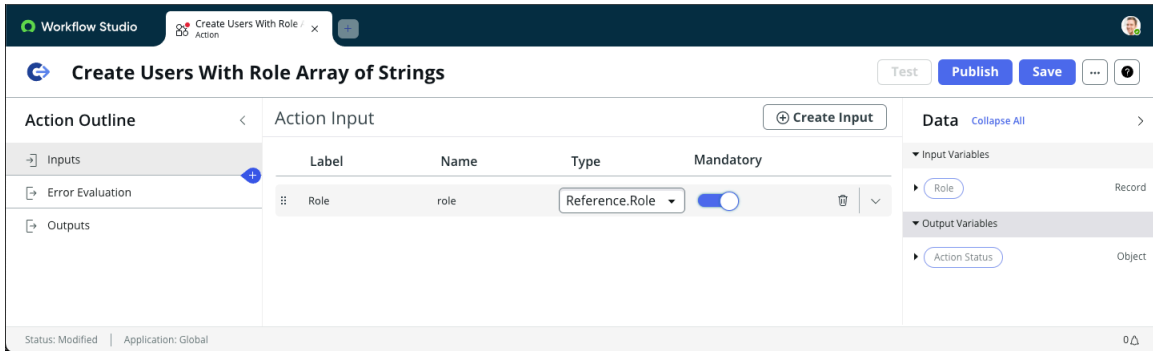 Workflow Studio
Create Users With Role
Action
+
Create Users With Role Array of Strings
Test
Publish
Save
...
?
Action Outline
Action Input
Create Input
Data
Collapse All
Inputs
Error Evaluation
Outputs
Label
Name
Type
Mandatory
Role
role
Reference.Role
Input Variables
Role
Record
Output Variables
Action Status
Object
Status: Modified
Application: Global
0